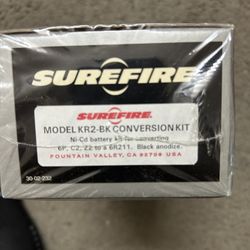 SUREFIRE
SUREFIRE
MODEL KR2-BK CONVERSION KIT
Ni-Cd battery kit for converting
6P, C2, Z2 to a 6R211. Black anodize.
FOUNTAIN VALLEY, CA 92708 USA
30-02-232